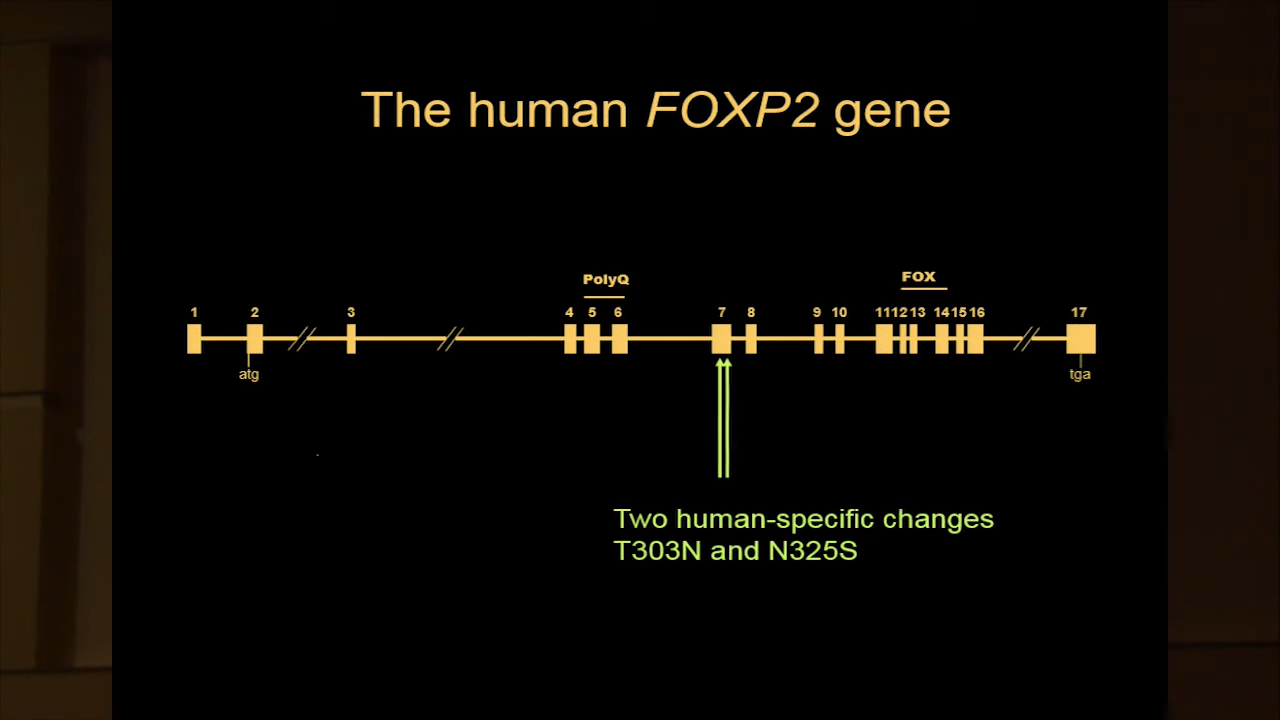 The human FOXP2 gene
PolyQ
FOX
1 2 3 4 5 6 7 8 9 10 11 12 13 14 15 16 17
atg
tga
Two human-specific changes
T303N and N325S